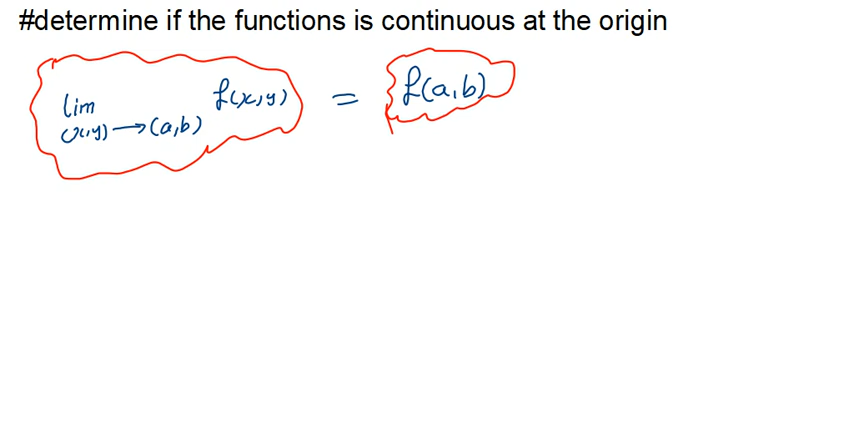 #determine if the functions is continuous at the origin
lim f(x,y) = f(a,b)
(x,y)→(a,b)